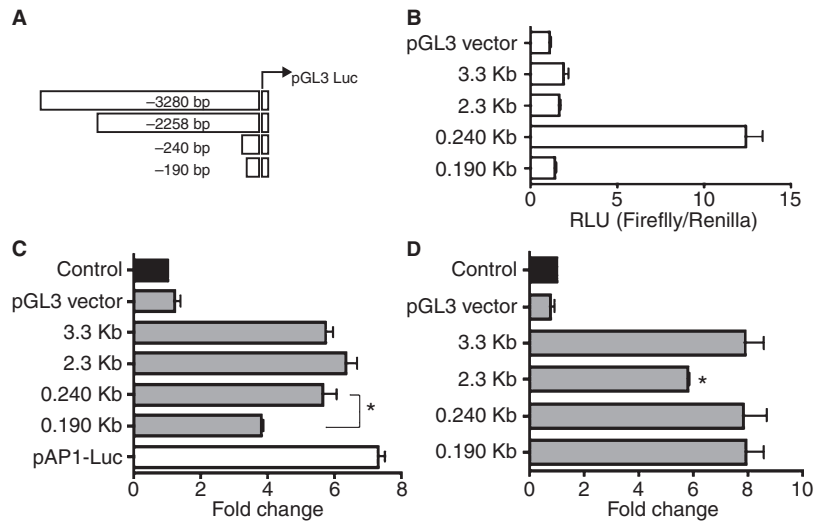 A
pGL3 Luc
–3280 bp
–2258 bp
–240 bp
–190 bp
B
pGL3 vector
3.3 Kb
2.3 Kb
0.240 Kb
0.190 Kb
0 5 10 15
RLU (Fireflly/Renilla)
C
Control
pGL3 vector
3.3 Kb
2.3 Kb
0.240 Kb
*
0.190 Kb
pAP1-Luc
0 2 4 6 8
Fold change
D
Control
pGL3 vector
3.3 Kb
2.3 Kb
*
0.240 Kb
0.190 Kb
0 2 4 6 8 10
Fold change